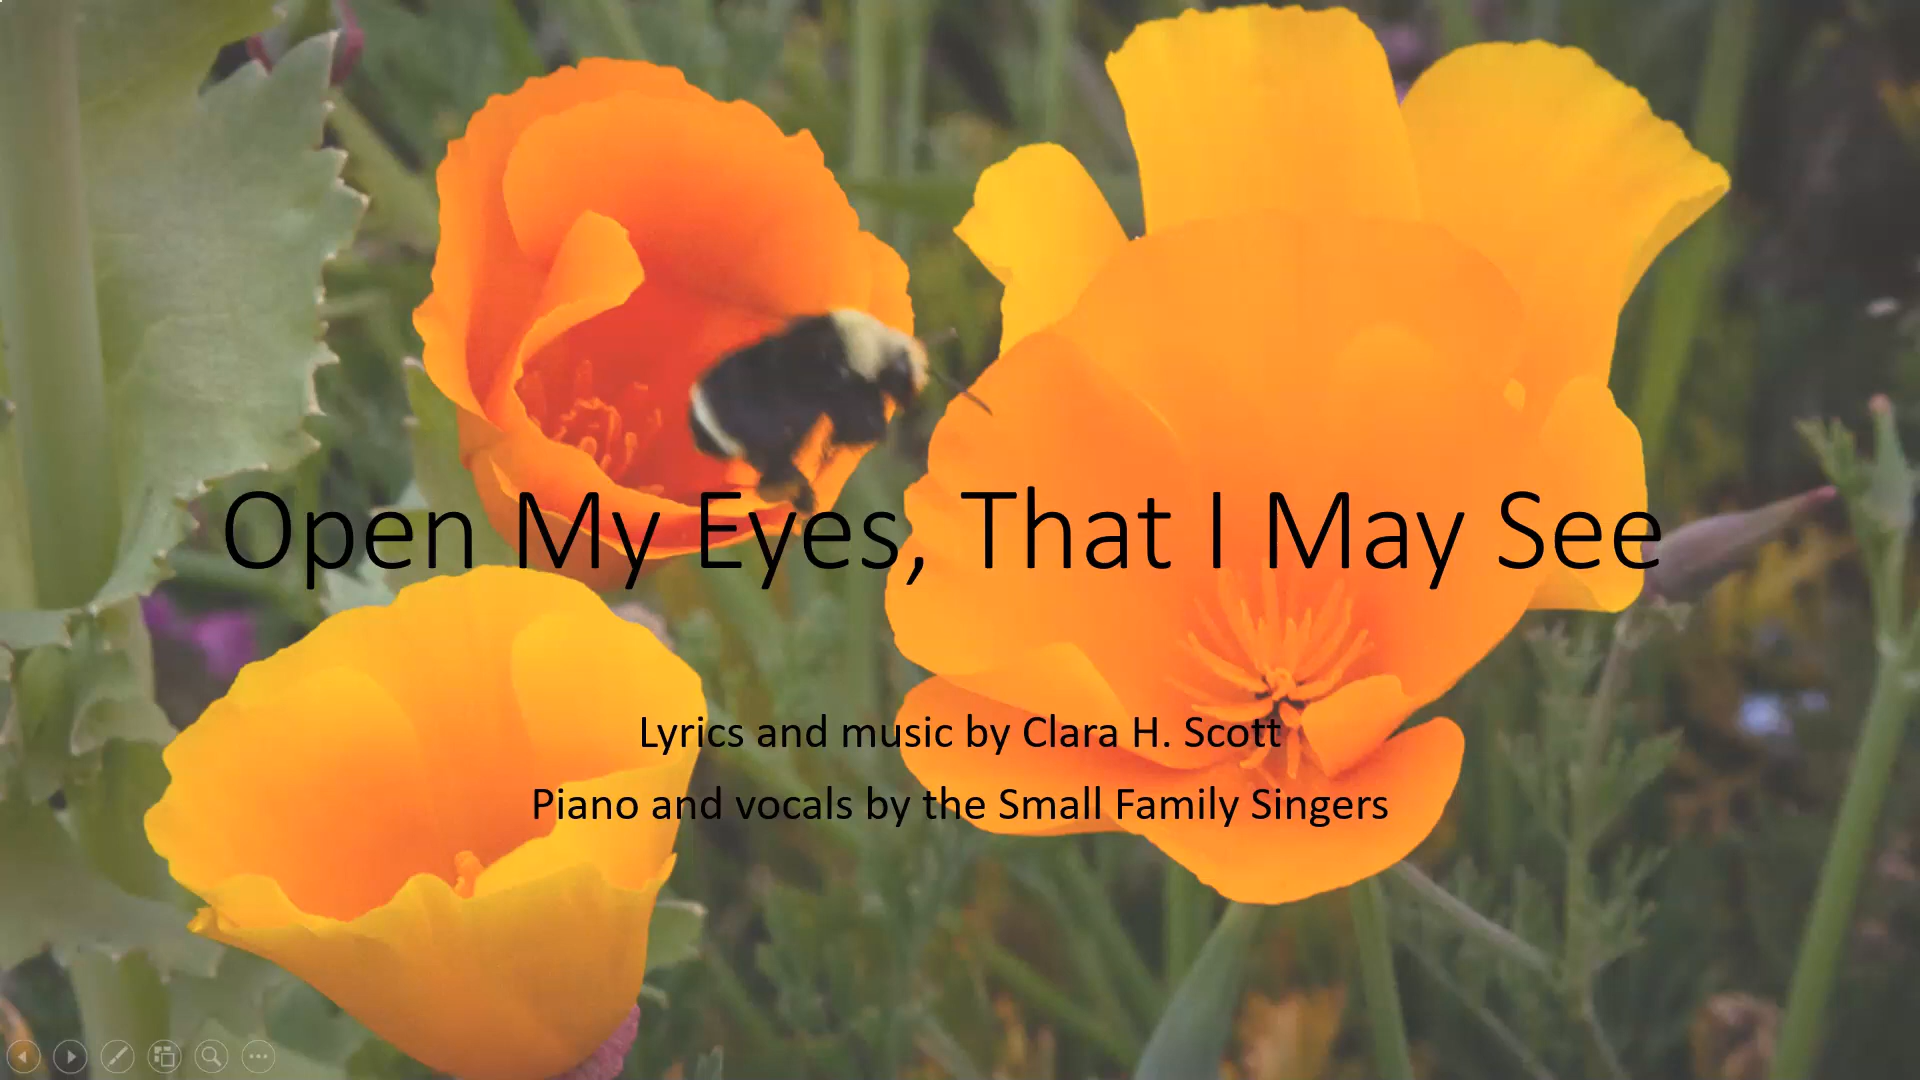 Open My Eyes, That I May See
Lyrics and music by Clara H. Scott
Piano and vocals by the Small Family Singers